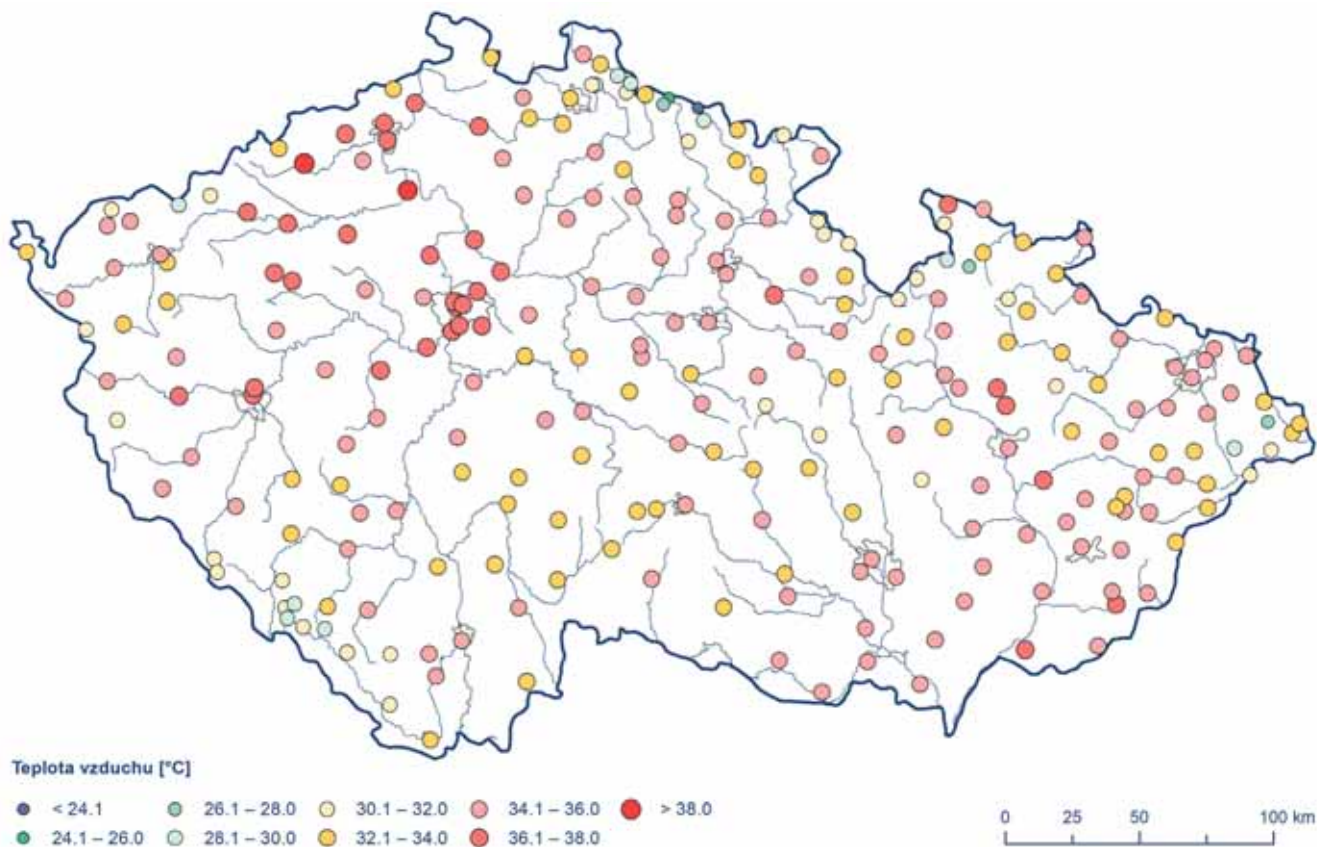 Teplota vzduchu [°C]
< 24.1 26.1 – 28.0 30.1 – 32.0 34.1 – 36.0 > 38.0
24.1 – 26.0 28.1 – 30.0 32.1 – 34.0 36.1 – 38.0
0 25 50 100 km